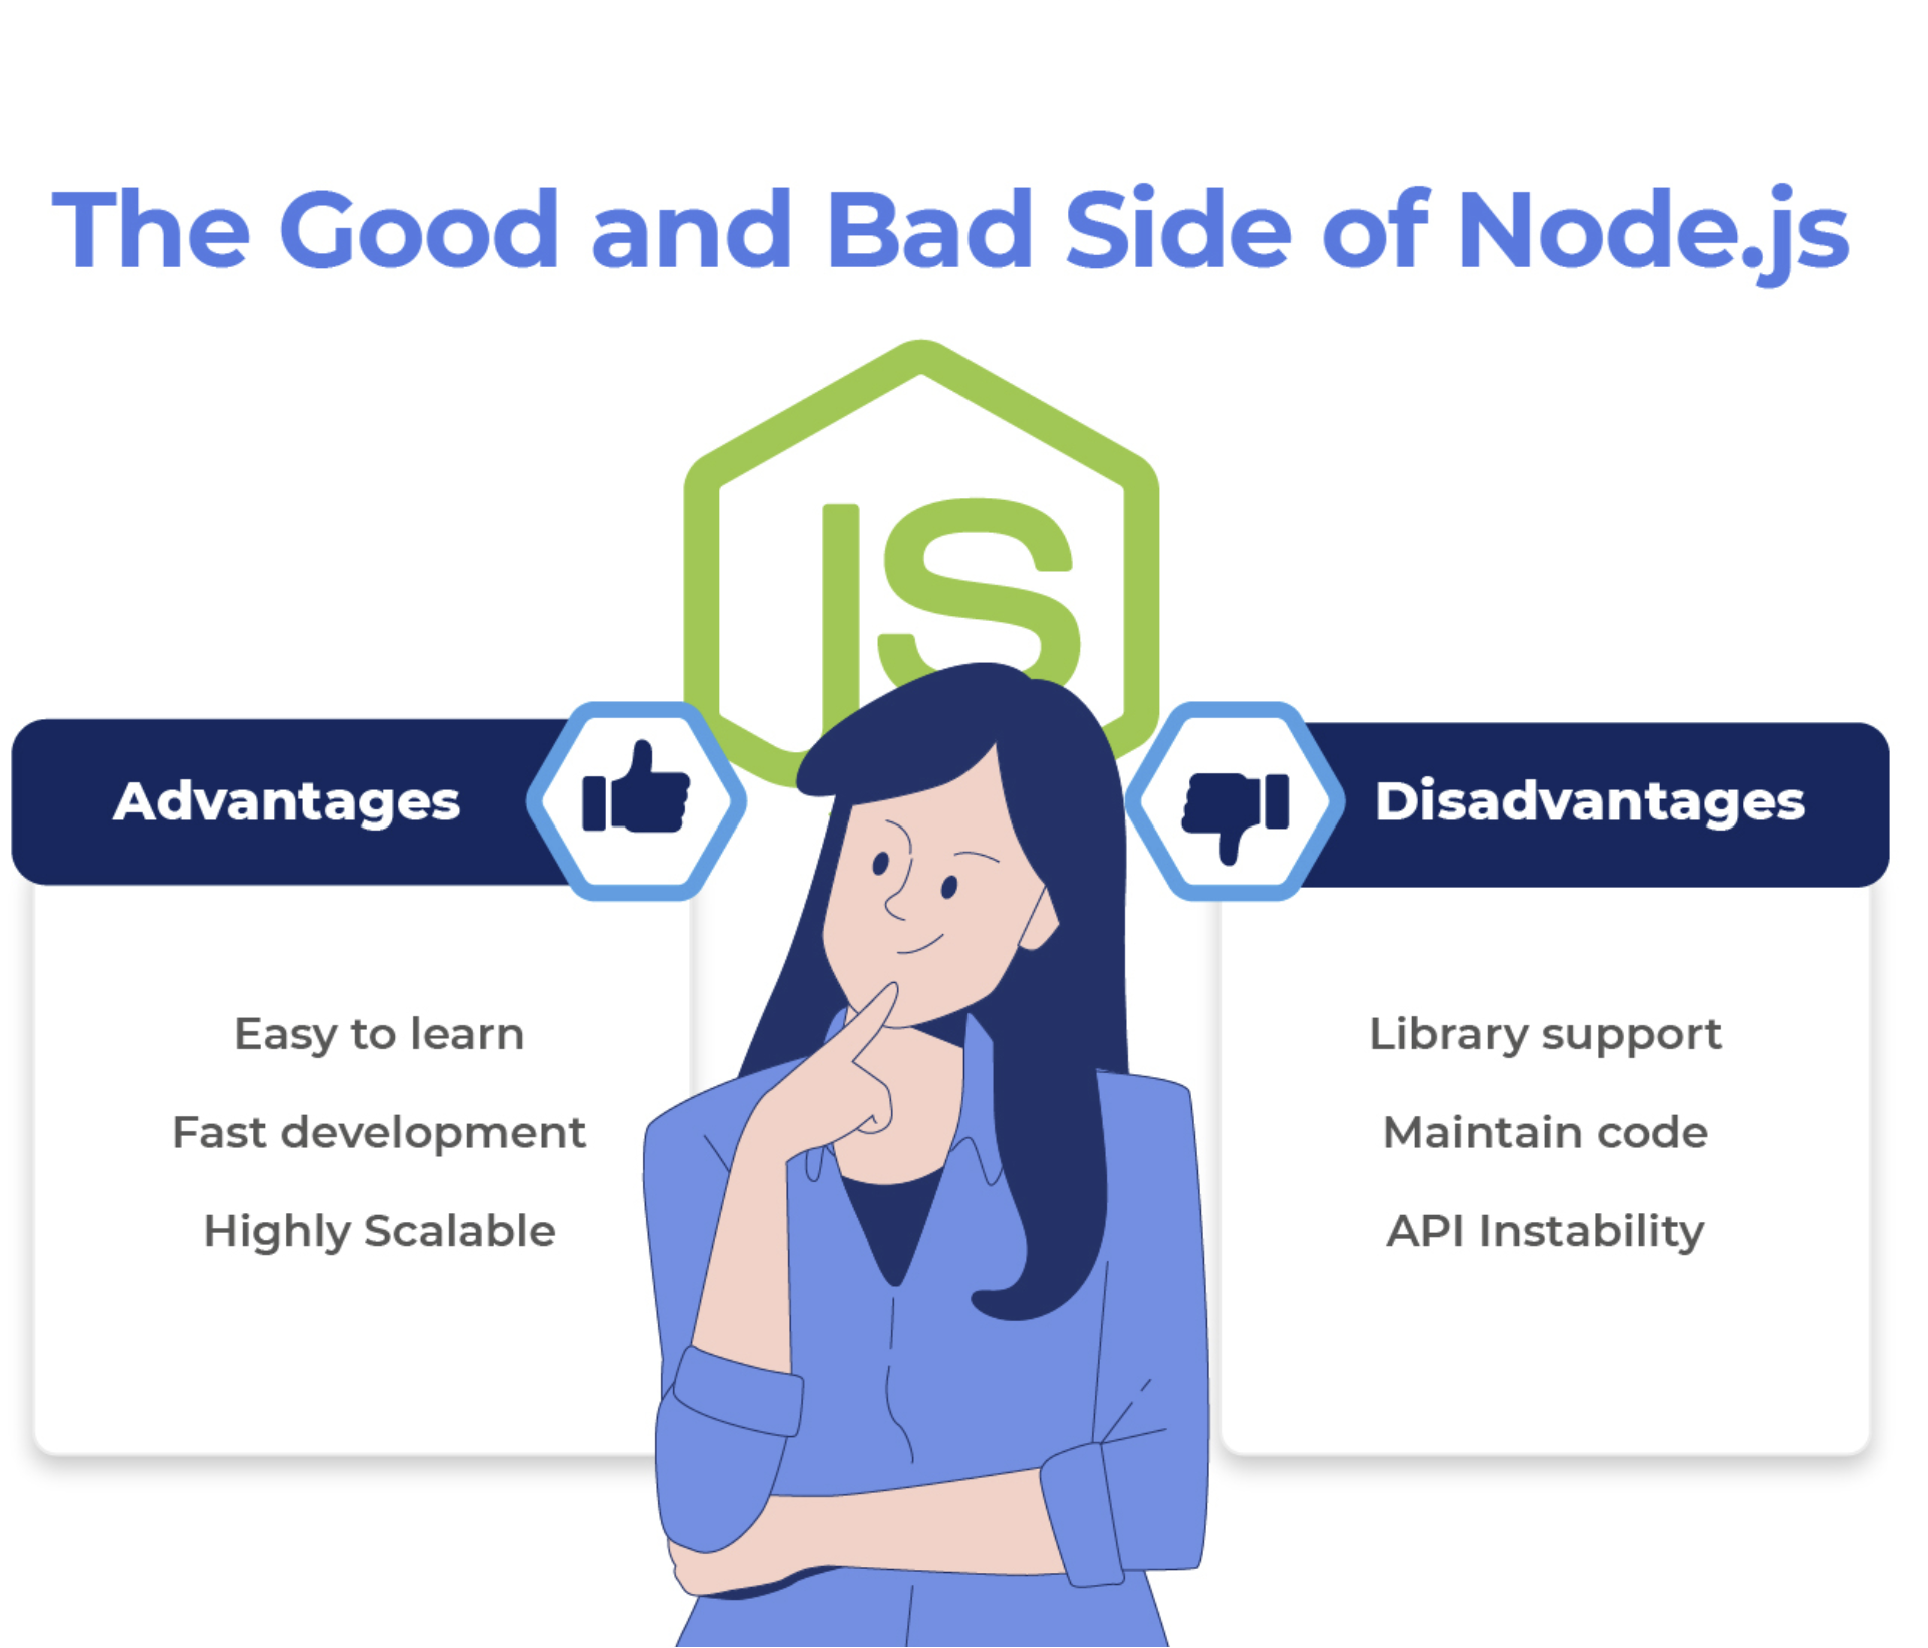 The Good and Bad Side of Node.js
JS
Advantages
Easy to learn
Fast development
Highly Scalable
Disadvantages
Library support
Maintain code
API Instability